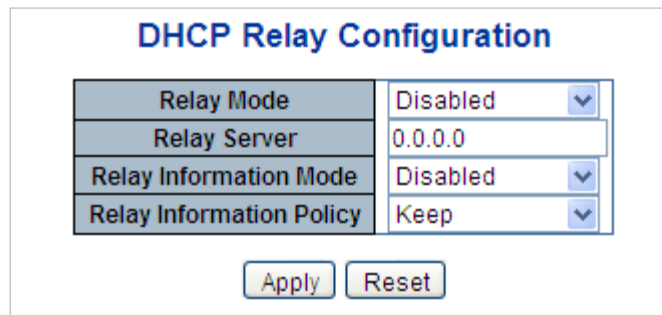 DHCP Relay Configuration
Relay Mode Disabled
Relay Server 0.0.0.0
Relay Information Mode Disabled
Relay Information Policy Keep
Apply Reset